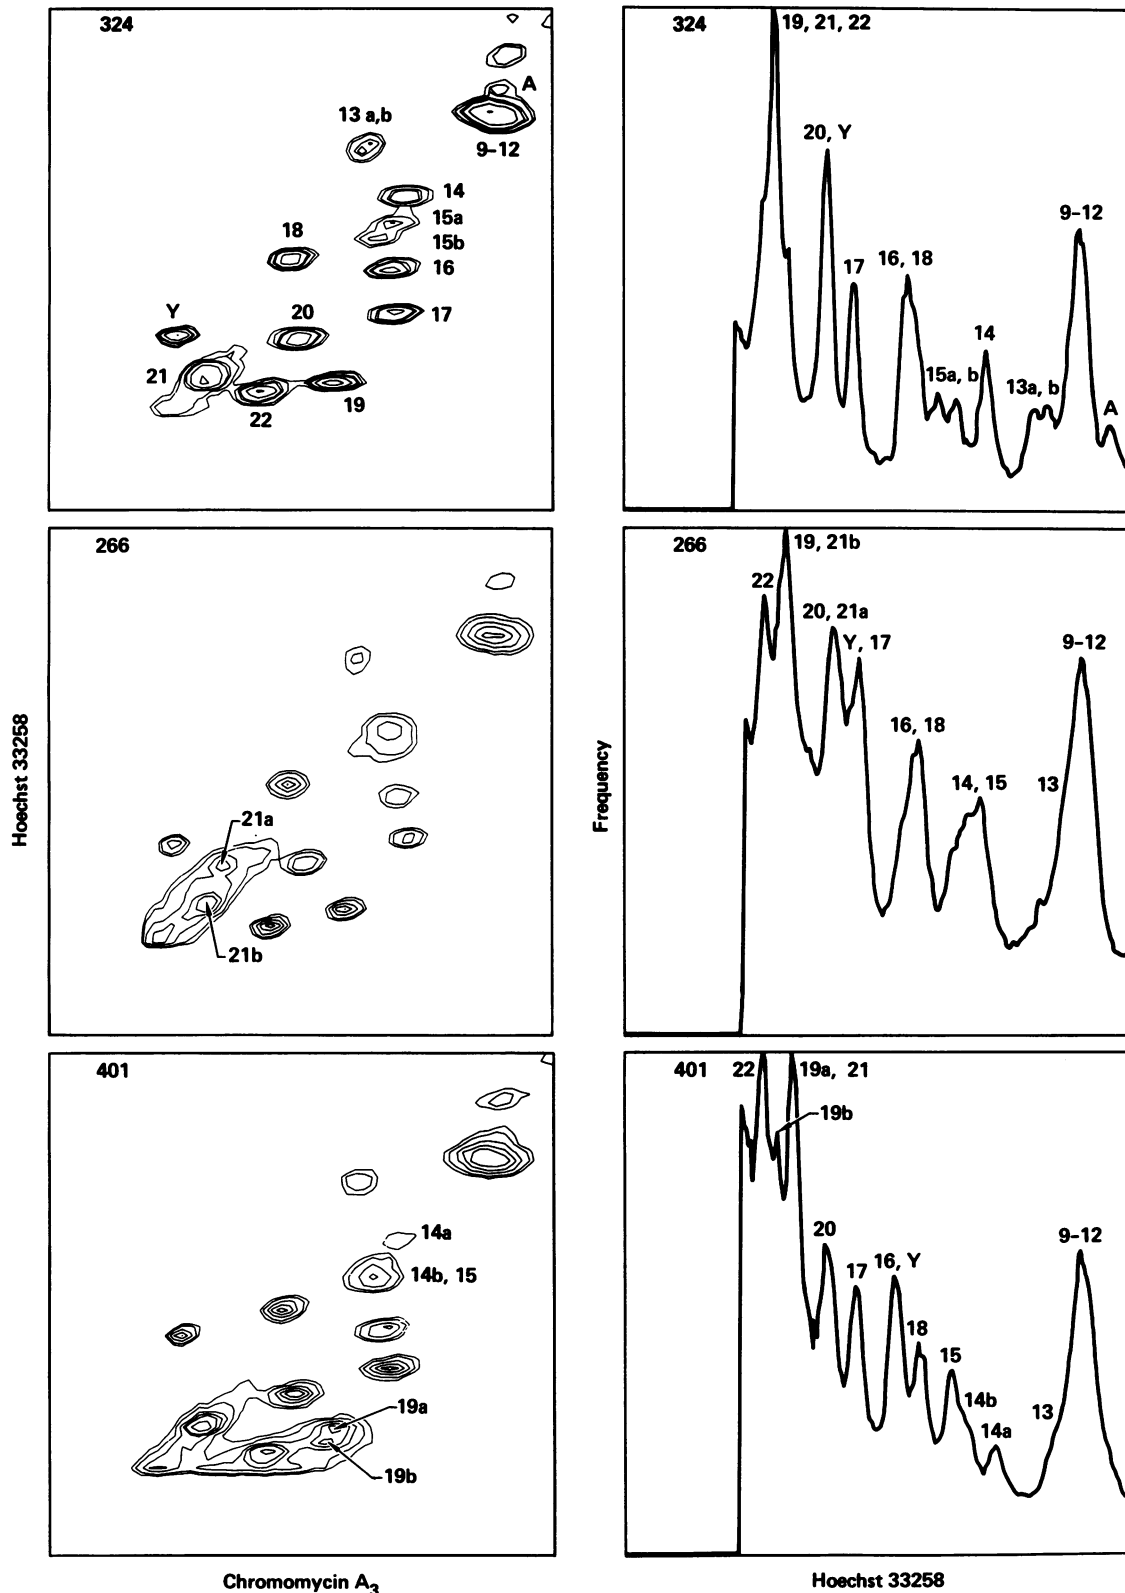 324
A
13 a,b
9–12
14
15a
18
15b
16
Y
20
17
21
19
22
324
19, 21, 22
20, Y
9–12
16, 18
17
14
15a, b
13a, b
A
266
21a
21b
266
19, 21b
22
20, 21a
Y, 17
9–12
16, 18
14, 15
13
401
14a
14b, 15
19a
19b
401
22
19a, 21
19b
20
9–12
16, Y
17
18
15
14b
14a
13
Hoechst 33258
Frequency
Chromomycin A3
Hoechst 33258